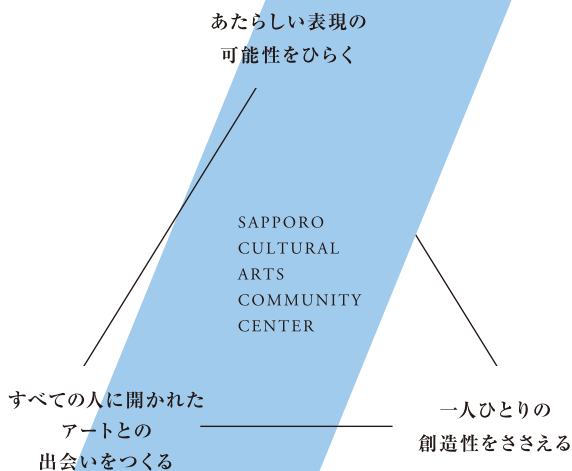 あたらしい表現の
可能性をひらく
SAPPORO
CULTURAL
ARTS
COMMUNITY
CENTER
すべての人に開かれた
アートとの
出会いをつくる
一人ひとりの
創造性をささえる